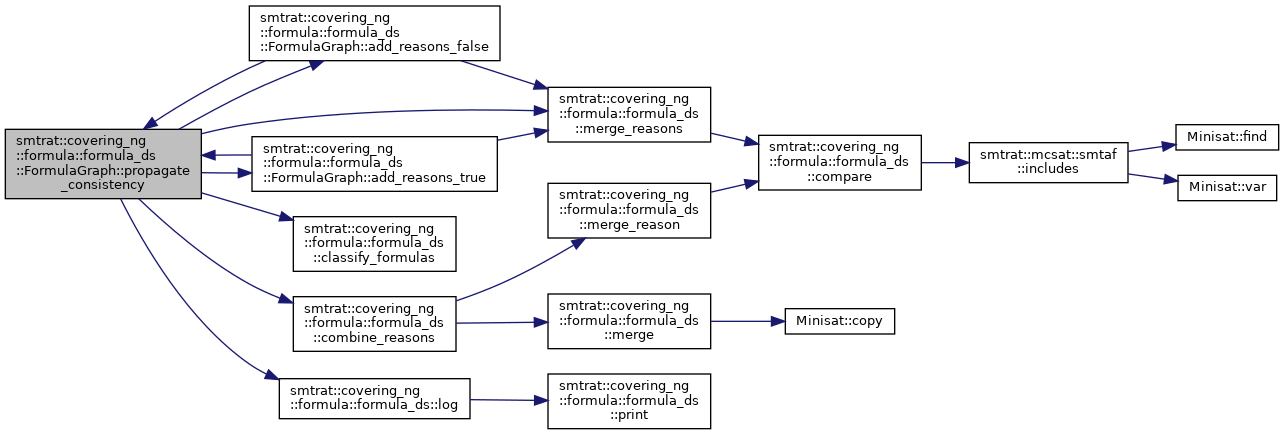 smtrat::covering_ng
::formula::formula_ds
::FormulaGraph::propagate
_consistency
smtrat::covering_ng
::formula::formula_ds
::FormulaGraph::add_reasons_false
smtrat::covering_ng
::formula::formula_ds
::FormulaGraph::add_reasons_true
smtrat::covering_ng
::formula::formula_ds
::classify_formulas
smtrat::covering_ng
::formula::formula_ds
::combine_reasons
smtrat::covering_ng
::formula::formula_ds::log
smtrat::covering_ng
::formula::formula_ds
::merge_reasons
smtrat::covering_ng
::formula::formula_ds
::merge_reason
smtrat::covering_ng
::formula::formula_ds
::merge
smtrat::covering_ng
::formula::formula_ds
::print
smtrat::covering_ng
::formula::formula_ds
::compare
Minisat::copy
smtrat::mcsat::smtaf
::includes
Minisat::find
Minisat::var